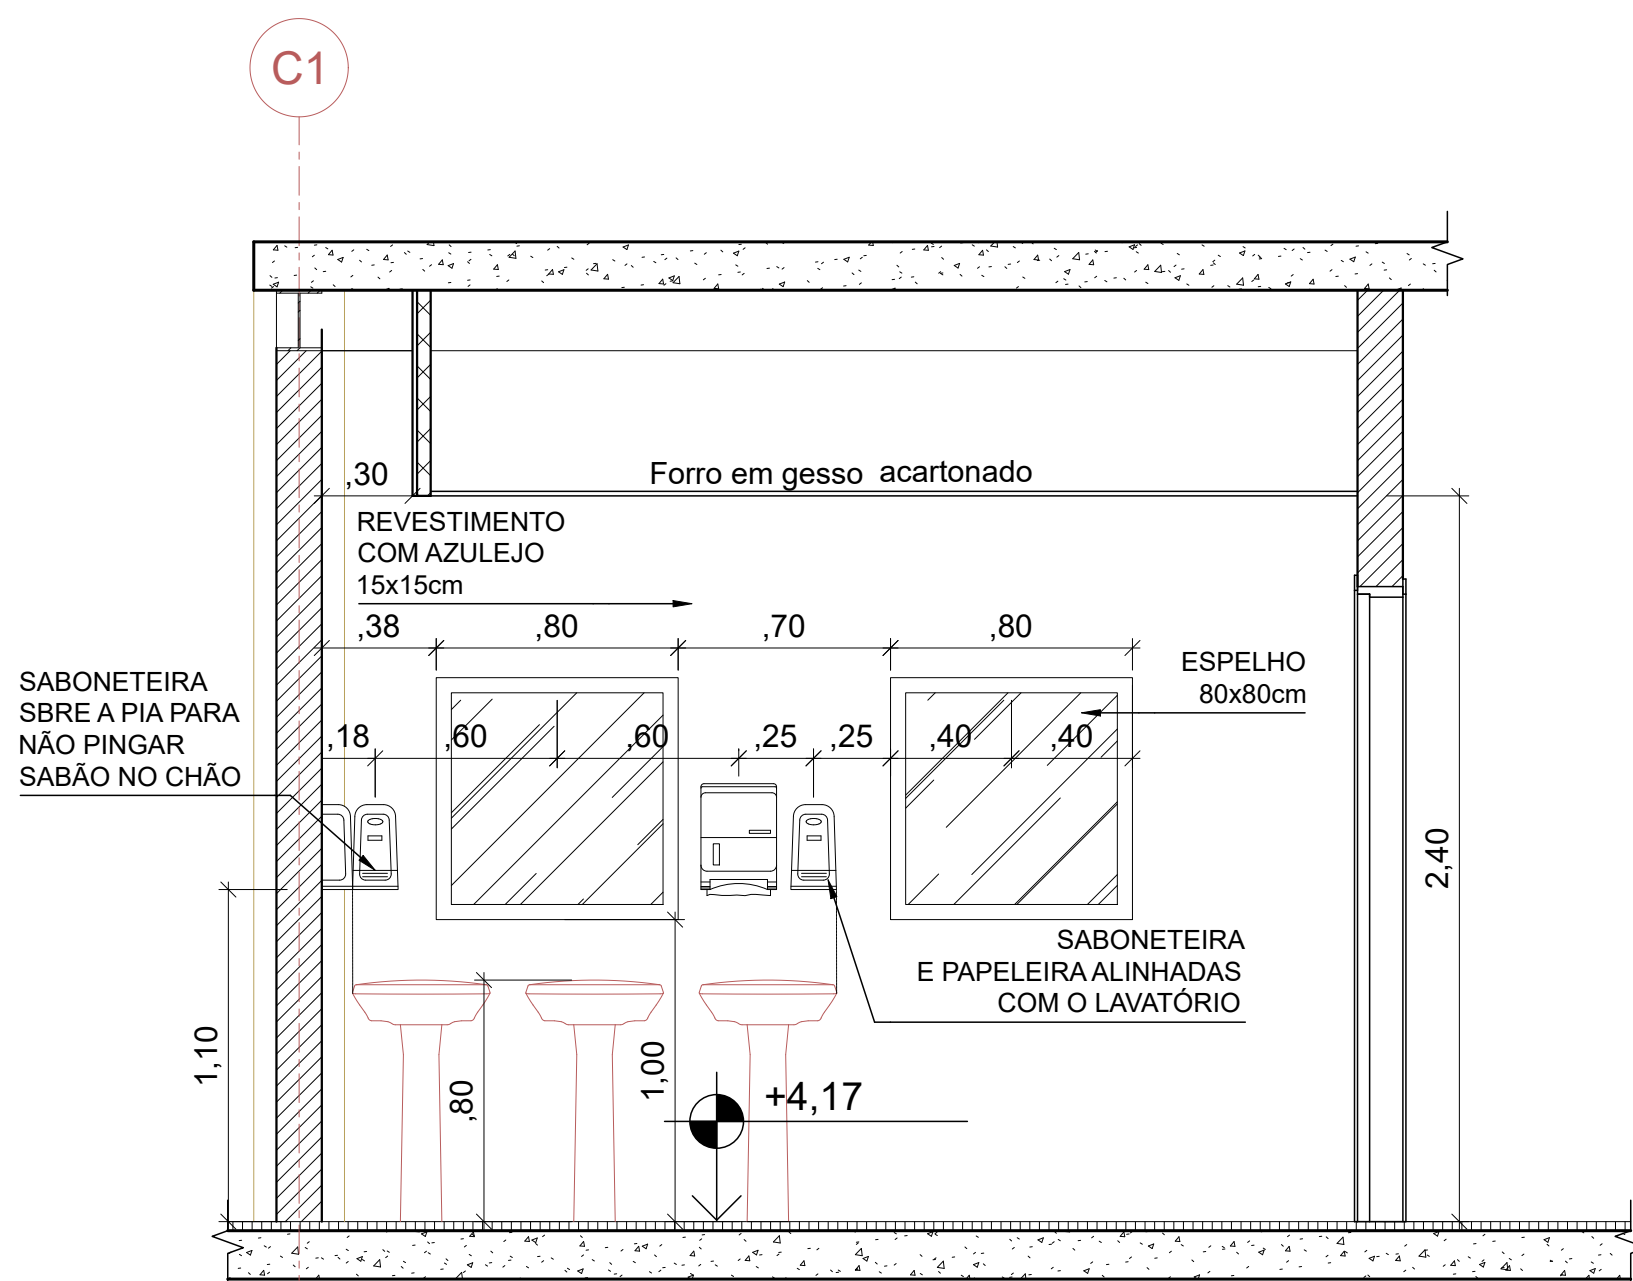 C1
,30
Forro em gesso acartonado
REVESTIMENTO
COM AZULEJO
15x15cm
,38
,80
,70
,80
ESPELHO
80x80cm
SABONETEIRA
SBRE A PIA PARA
NÃO PINGAR
SABÃO NO CHÃO
,18
,60
,60
,25
,25
,40
,40
2,40
SABONETEIRA
E PAPELEIRA ALINHADAS
COM O LAVATÓRIO
1,10
,80
1,00
+4,17